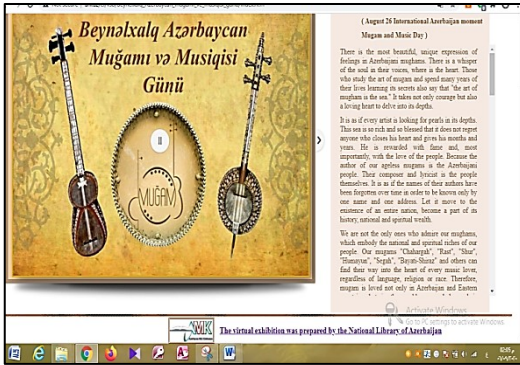 Beynəlxalq Azərbaycan
Muğamı və Musiqisi
Günü
MUĞAM
( August 26 International Azerbaijan moment
Mugam and Music Day )
There is the most beautiful, unique expression of
feelings in Azerbaijani mughams. There is a whisper
of the soul in their voices, where is the heart. Those
who study the art of mugam and spend many years of
their lives learning its secrets also say that "the art of
mugham is the sea." It takes not only courage but also
a loving heart to delve into its depths.
It is as if every artist is looking for pearls in its depths.
This sea is so rich and so blessed that it does not regret
anyone who closes his heart and gives his months and
years. He is rewarded with fame and, most
importantly, with the love of the people. Because the
author of our ageless mugams is the Azerbaijani
people. Their composer and lyricist is the people
themselves. It is as if the names of their authors have
been forgotten over time in order to be known only by
one name and one address. Let it move to the
existence of an entire nation, become a part of its
history, national and spiritual wealth.
We are not the only ones who admire our mughams,
which embody the national and spiritual riches of our
people. Our mugams "Chahargah", "Rast", "Shur",
"Humayun", "Segah", "Bayati-Shiraz" and others can
find their way into the heart of every music lover,
regardless of language, religion or race. Therefore,
mugam is loved not only in Azerbaijan and Eastern
Activate Windows
Go to PC settings to activate Windows.
AMK
The virtual exhibition was prepared by the National Library of Azerbaijan